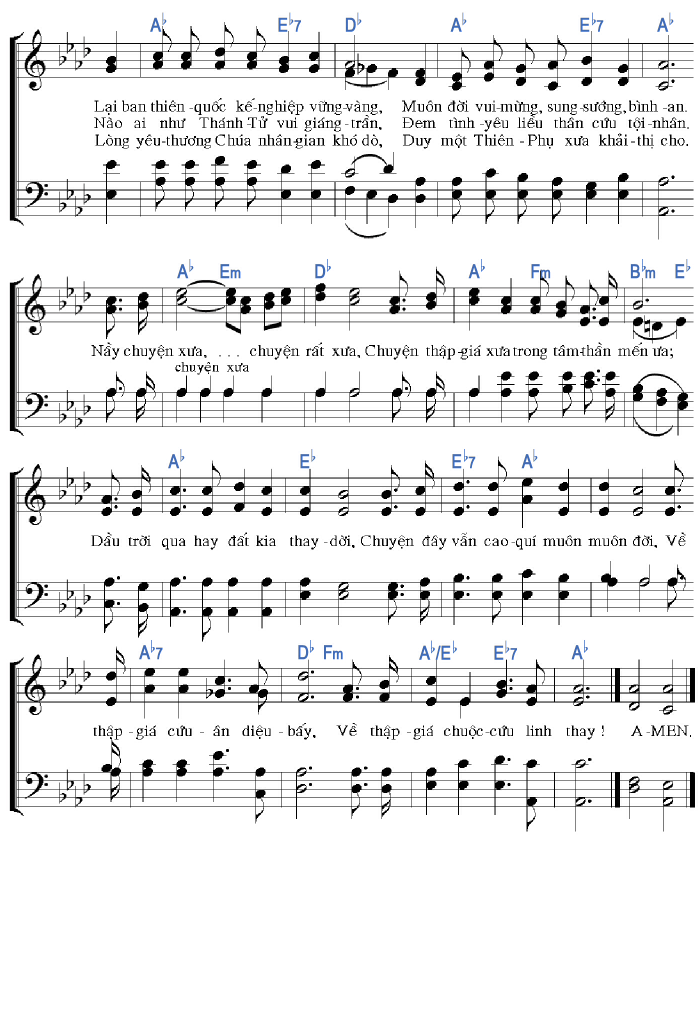 A♭ E♭7 D♭ A♭ E♭7 A♭
Lại ban thiên-quốc kế-nghiệp vững-vàng, Muôn đời vui-mừng, sung-sướng, bình-an.
Nào ai như Thánh-Tử vui giáng-trần, Đem tình-yêu liều thân cứu tội-nhân.
Lòng yêu-thương Chúa nhân-gian khó dò, Duy một Thiên-Phụ xưa khải-thị cho.
A♭ Em D♭ A♭ Fm B♭m E♭
Nầy chuyện xưa, . . . chuyện rất xưa, Chuyện thập-giá xưa trong tâm-thần mến ưa;
chuyện xưa
A♭ E♭ E♭7 A♭
Dầu trời qua hay đất kia thay-dời, Chuyện đây vẫn cao-quí muôn muôn đời. Về
A♭7 D♭ Fm A♭/E♭ E♭7 A♭
thập-giá cứu-ân diệu-bấy, Về thập-giá chuộc-cứu linh thay! A-MEN.